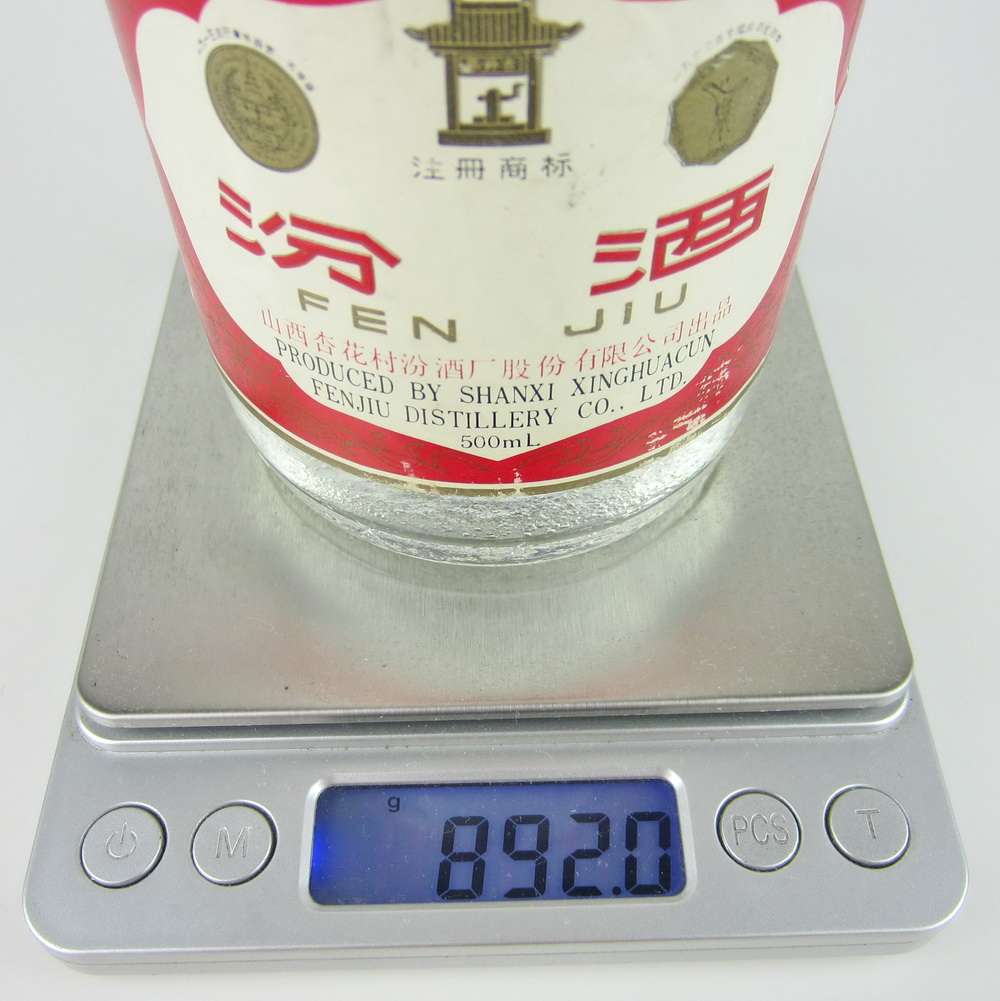 注冊商标
汾酒
FEN JIU
山西杏花村汾酒厂股份有限公司出品
PRODUCED BY SHANXI XINGHUACUN
FENJIU DISTILLERY CO., LTD.
500mL
g
892.0
M
PCS
T